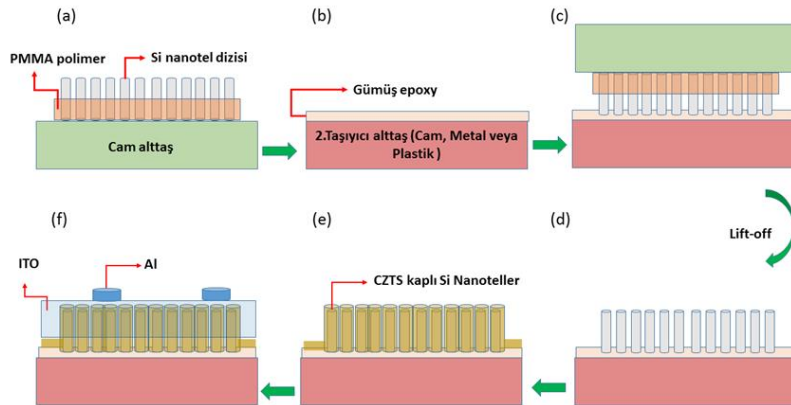 (a)
(b)
(c)
PMMA polimer
Si nanotel dizisi
Gümüş epoxy
Cam alttaş
2.Taşıyıcı alttaş (Cam, Metal veya
Plastik )
(f)
(e)
(d)
Lift-off
ITO
Al
CZTS kaplı Si Nanoteller